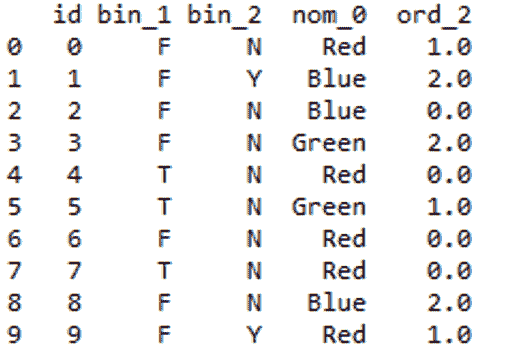 id bin_1 bin_2 nom_0 ord_2
0 0 F N Red 1.0
1 1 F Y Blue 2.0
2 2 F N Blue 0.0
3 3 F N Green 2.0
4 4 T N Red 0.0
5 5 T N Green 1.0
6 6 F N Red 0.0
7 7 T N Red 0.0
8 8 F N Blue 2.0
9 9 F Y Red 1.0